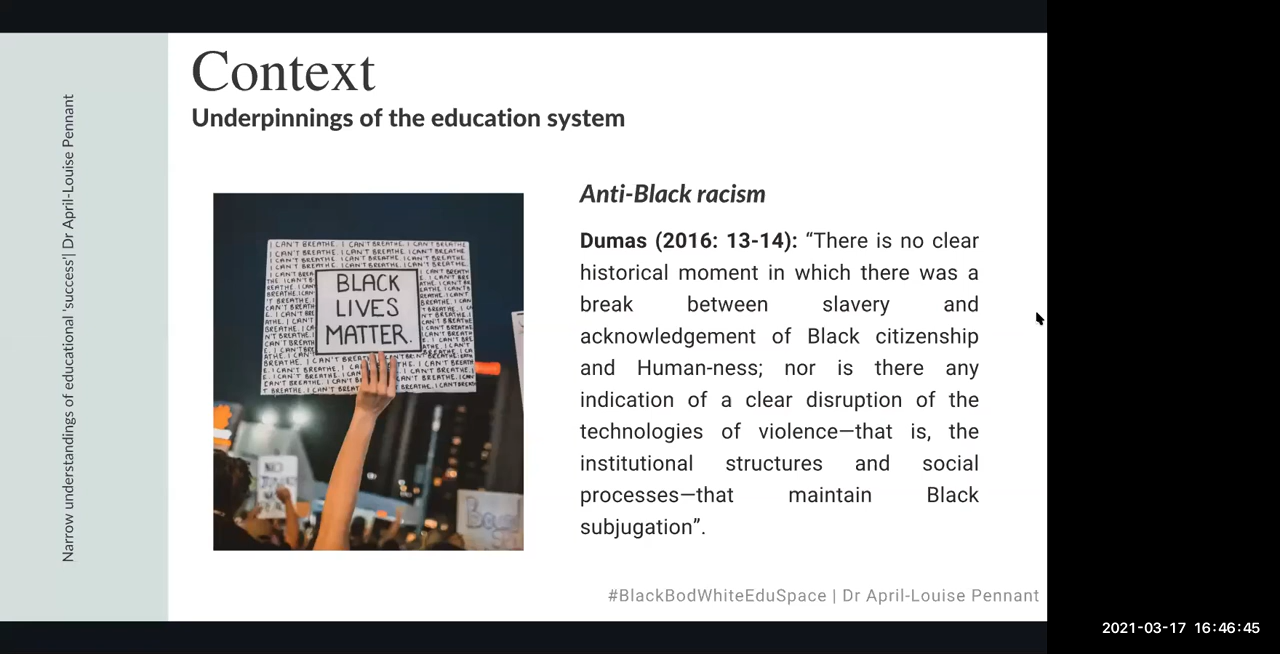 Context
Underpinnings of the education system
Narrow understandings of educational 'success'| Dr April-Louise Pennant
Anti-Black racism
Dumas (2016: 13-14): “There is no clear
historical moment in which there was a
break between slavery and
acknowledgement of Black citizenship
and Human-ness; nor is there any
indication of a clear disruption of the
technologies of violence—that is, the
institutional structures and social
processes—that maintain Black
subjugation”.
I CAN'T BREATHE. I CAN'T BREATHE. I CAN'T BREATHE
BLACK
LIVES
MATTER.
#BlackBodWhiteEduSpace | Dr April-Louise Pennant
2021-03-17 16:46:45